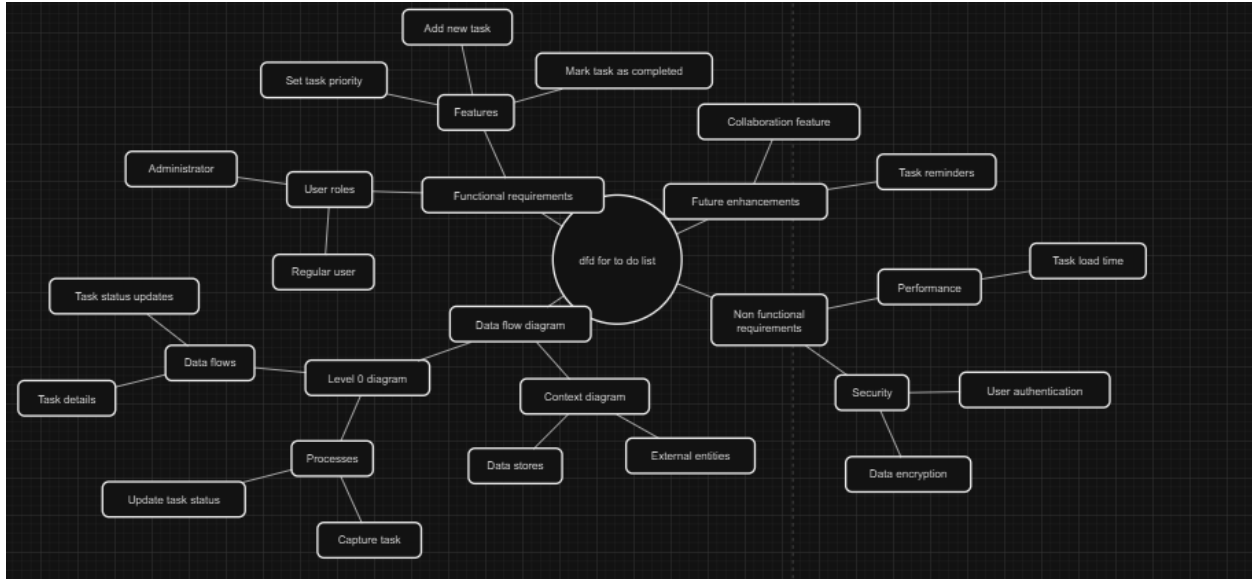 Add new task
Set task priority
Mark task as completed
Features
Collaboration feature
Administrator
User roles
Functional requirements
Future enhancements
Task reminders
Regular user
dfd for to do list
Task load time
Performance
Task status updates
Data flow diagram
Non functional
requirements
Data flows
Level 0 diagram
Task details
Context diagram
Security
User authentication
Processes
Data stores
External entities
Data encryption
Update task status
Capture task